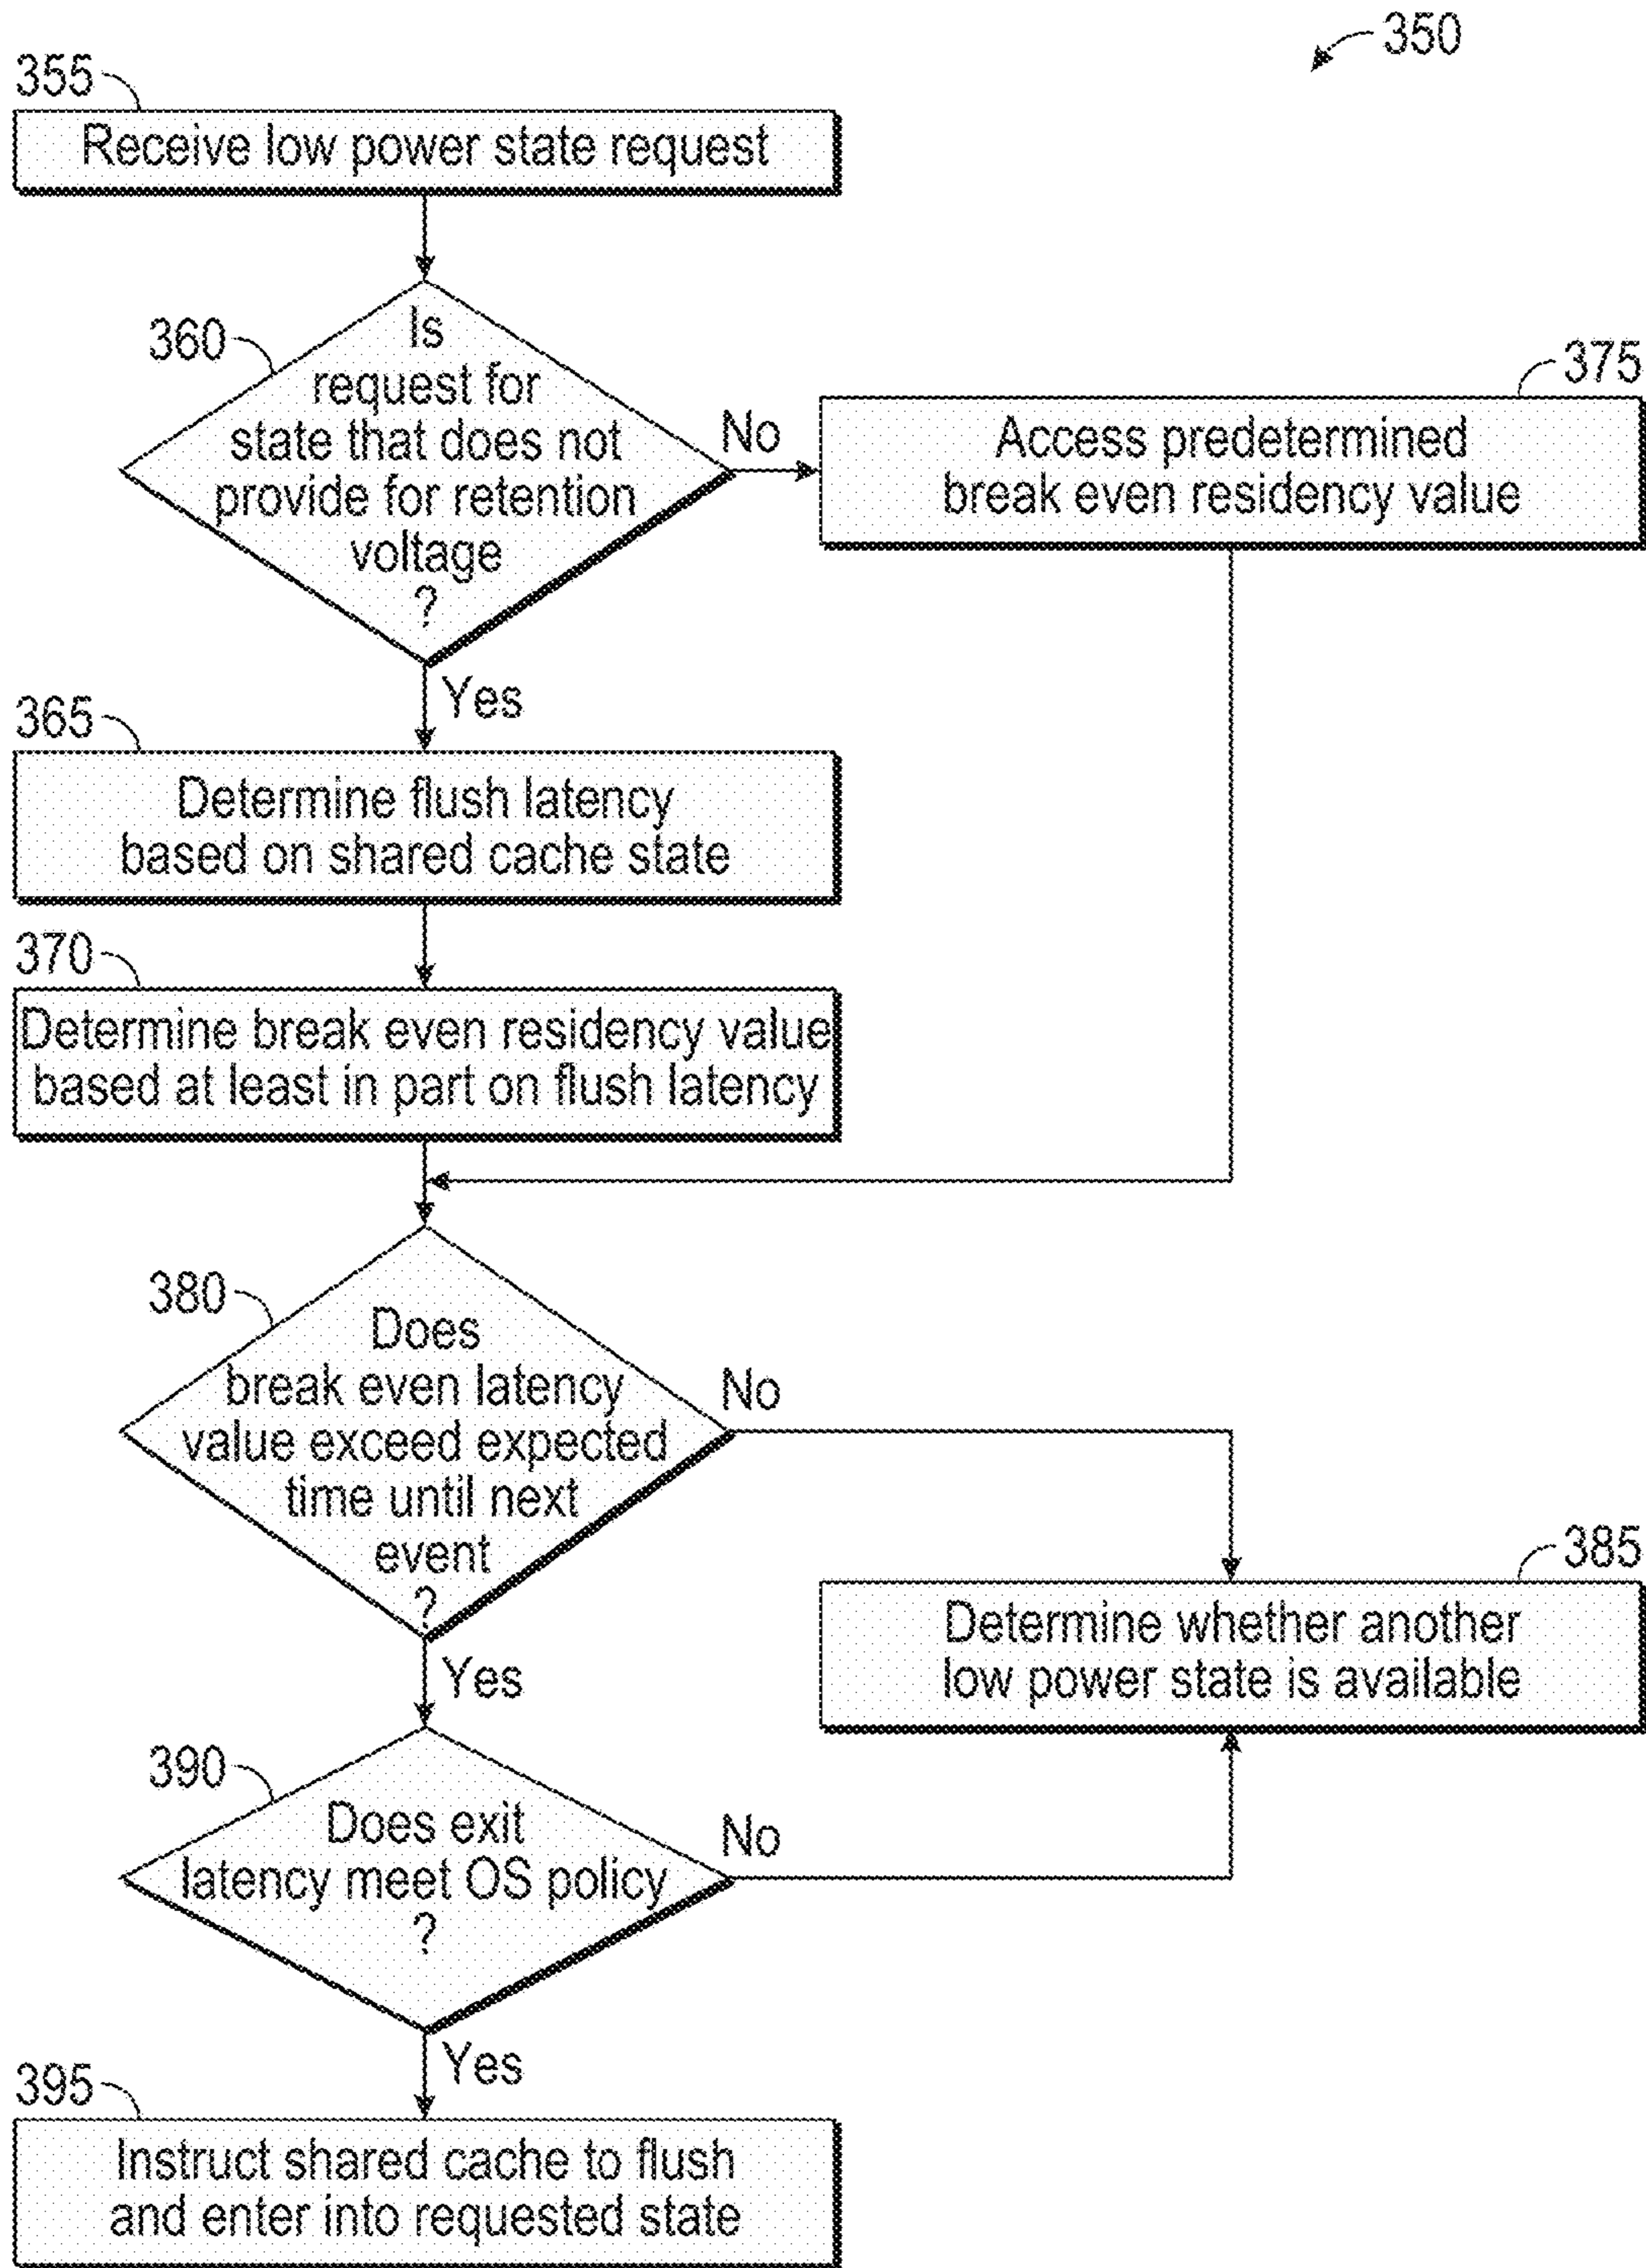 350
355
Receive low power state request
360
Is
request for
state that does not
provide for retention
voltage
?
No
375
Access predetermined
break even residency value
Yes
365
Determine flush latency
based on shared cache state
370
Determine break even residency value
based at least in part on flush latency
380
Does
break even latency
value exceed expected
time until next
event
?
No
385
Determine whether another
low power state is available
Yes
390
Does exit
latency meet OS policy
?
No
Yes
395
Instruct shared cache to flush
and enter into requested state